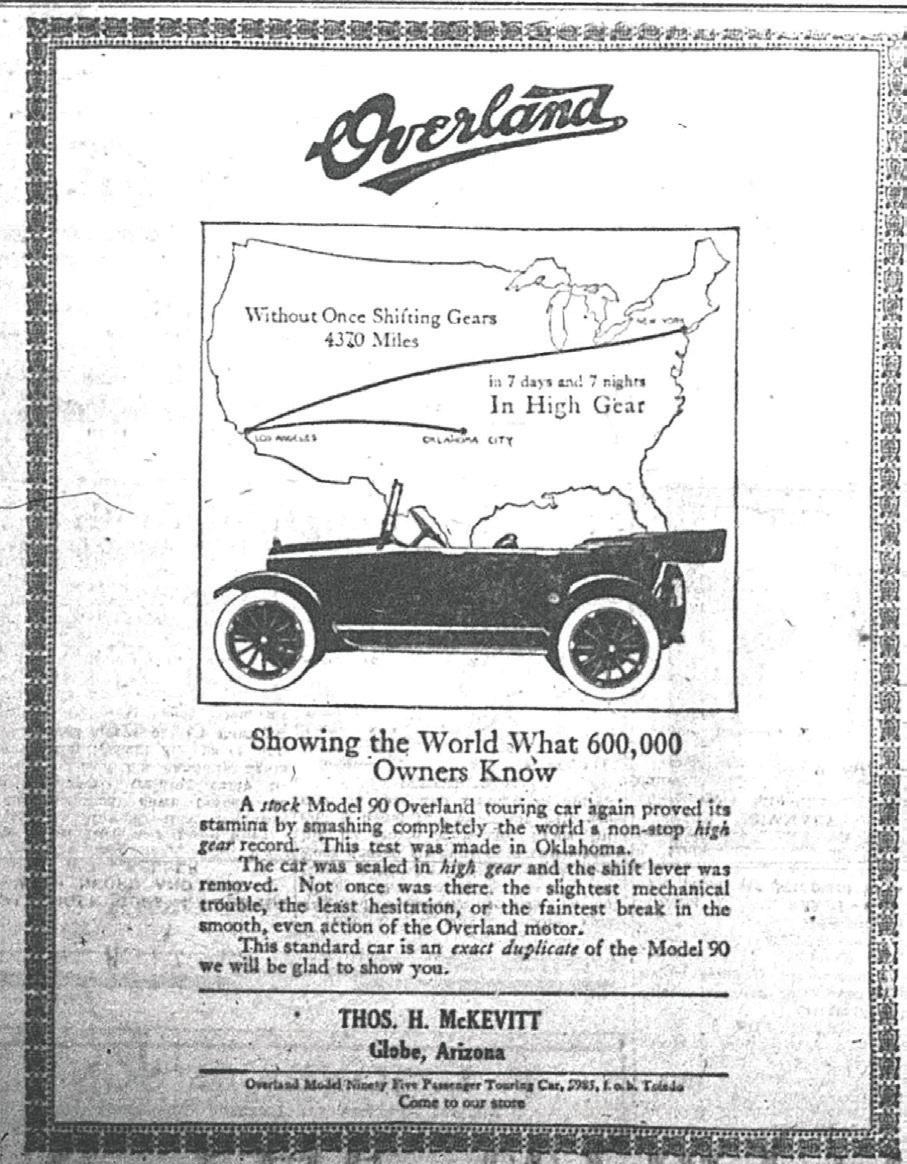 Overland
Without Once Shifting Gears
4370 Miles
NEW YORK
in 7 days and 7 nights
In High Gear
LOS ANGELES
OKLAHOMA CITY
Showing the World What 600,000
Owners Know
A stock Model 90 Overland touring car again proved its
stamina by smashing completely the world's non-stop high
gear record. This test was made in Oklahoma.
The car was sealed in high gear and the shift lever was
removed. Not once was there the slightest mechanical
trouble, the least hesitation, or the faintest break in the
smooth, even action of the Overland motor.
This standard car is an exact duplicate of the Model 90
we will be glad to show you.
THOS. H. McKEVITT
Globe, Arizona
Overland Model Ninety Five Passenger Touring Car, $985, f. o. b. Toledo
Come to our store